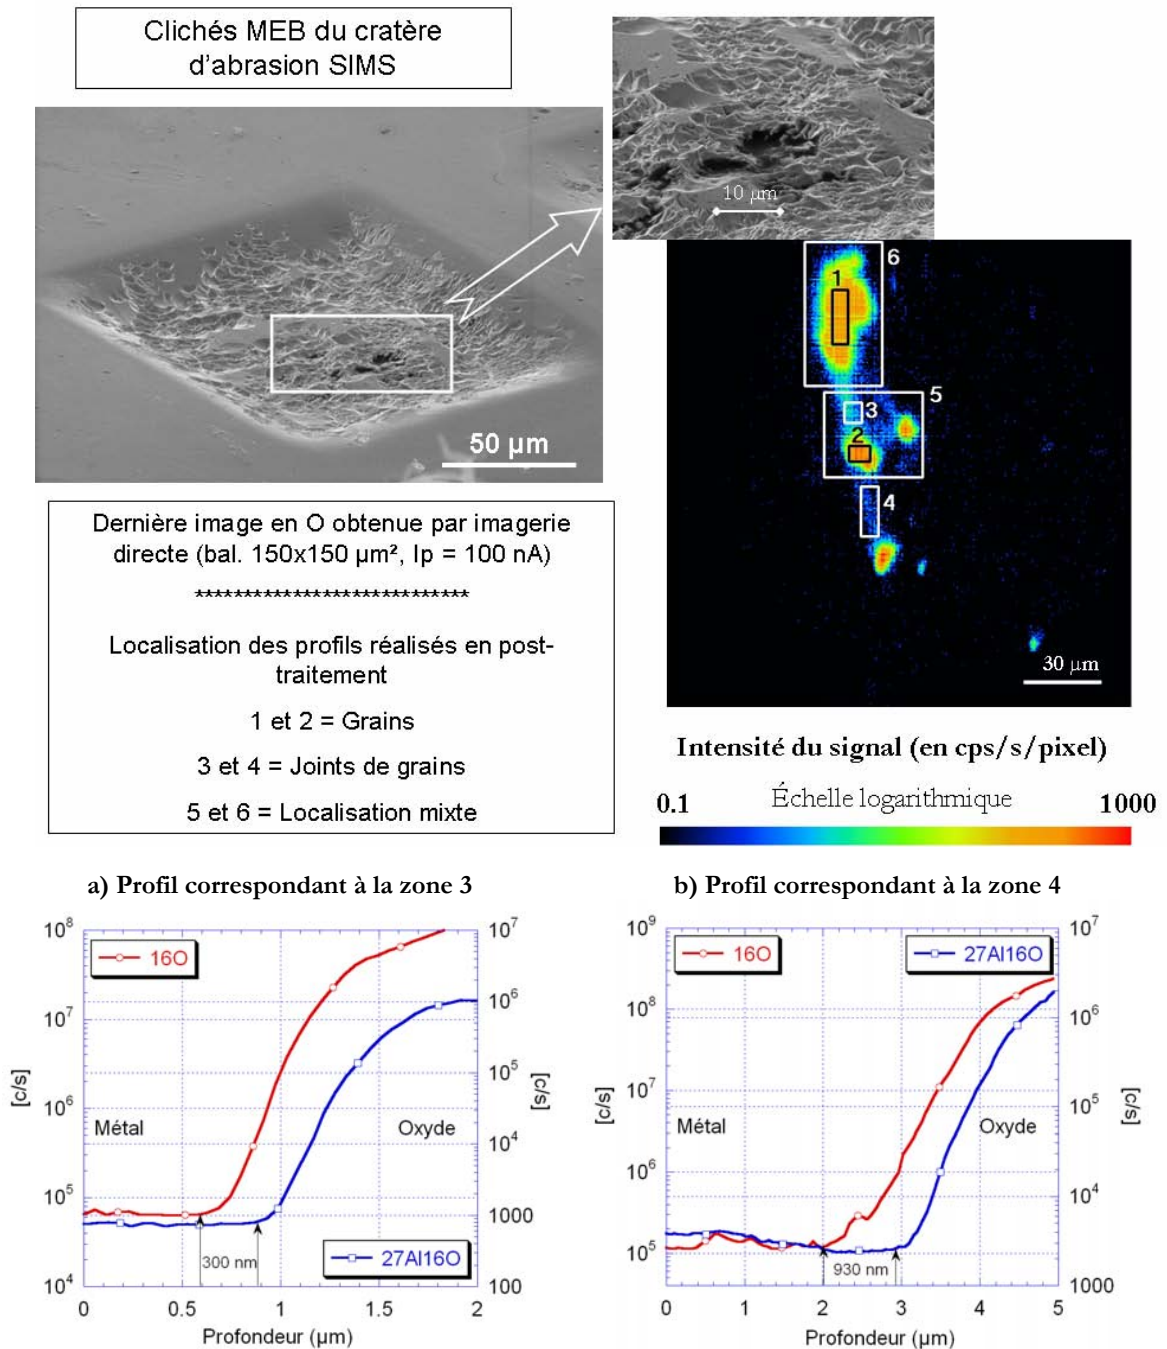 Clichés MEB du cratère
d'abrasion SIMS
10 µm
50 µm
Dernière image en O obtenue par imagerie
directe (bal. 150x150 µm², Ip = 100 nA)
****************************
Localisation des profils réalisés en post-
traitement
1 et 2 = Grains
3 et 4 = Joints de grains
5 et 6 = Localisation mixte
6
1
5
3
2
4
30 µm
Intensité du signal (en cps/s/pixel)
0.1 Échelle logarithmique 1000
a) Profil correspondant à la zone 3
10⁸
10⁷
10⁶
10⁵
10⁴
[c/s]
16O
Métal
Oxyde
300 nm
27Al16O
10⁷
10⁶
10⁵
10⁴
1000
100
[c/s]
0 0.5 1 1.5 2
Profondeur (µm)
b) Profil correspondant à la zone 4
10⁹
10⁸
10⁷
10⁶
10⁵
[c/s]
16O
27Al16O
Métal
Oxyde
930 nm
10⁷
10⁶
10⁵
10⁴
1000
[c/s]
0 1 2 3 4 5
Profondeur (µm)